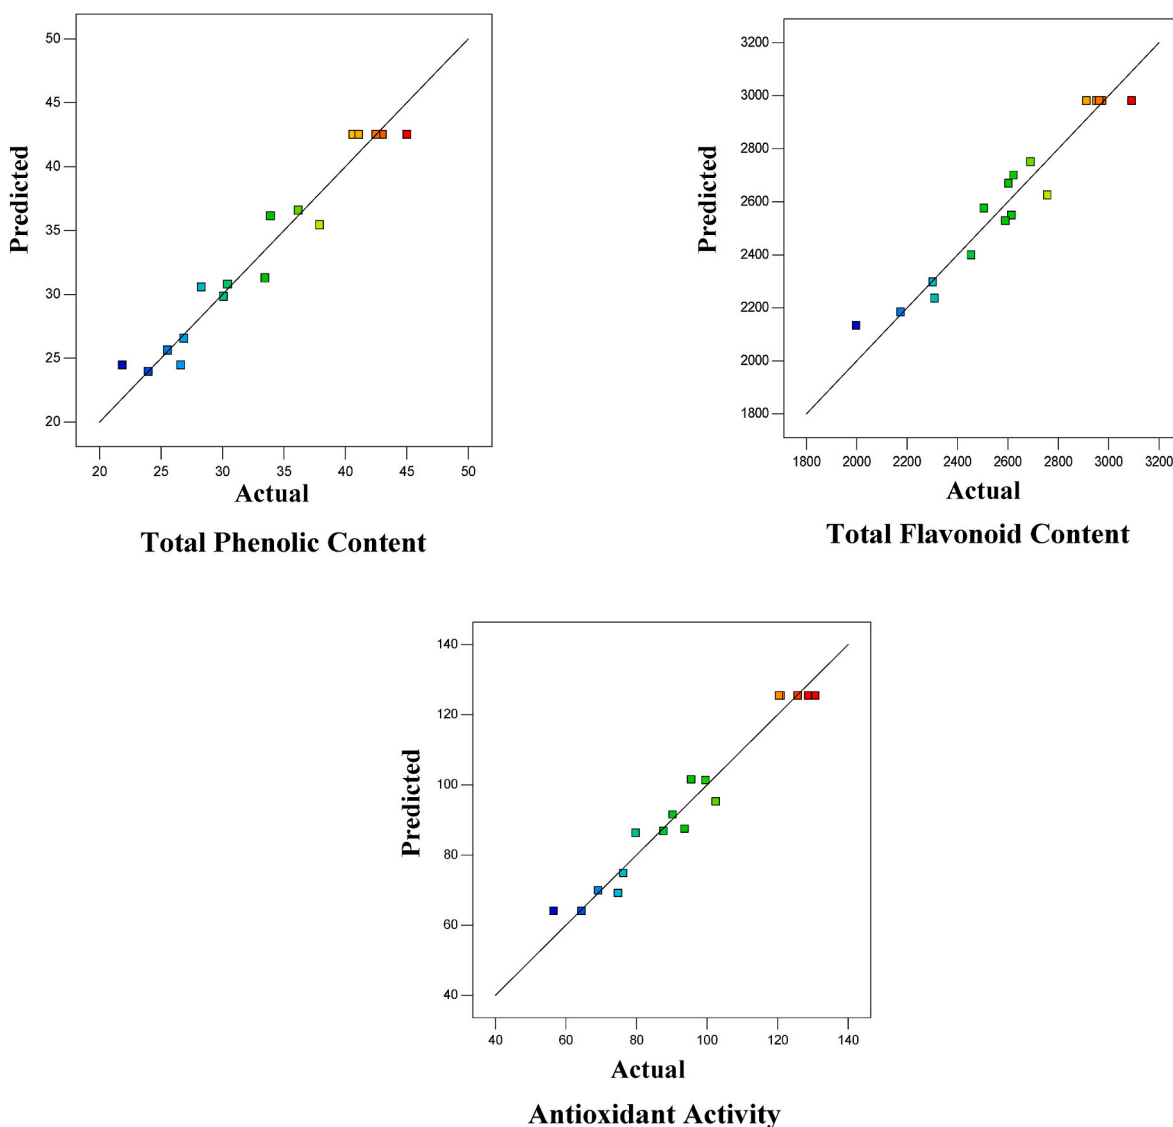 50
45
40
35
30
25
20
Predicted
20 25 30 35 40 45 50
Actual
Total Phenolic Content
3200
3000
2800
2600
2400
2200
2000
1800
Predicted
1800 2000 2200 2400 2600 2800 3000 3200
Actual
Total Flavonoid Content
140
120
100
80
60
40
Predicted
40 60 80 100 120 140
Actual
Antioxidant Activity